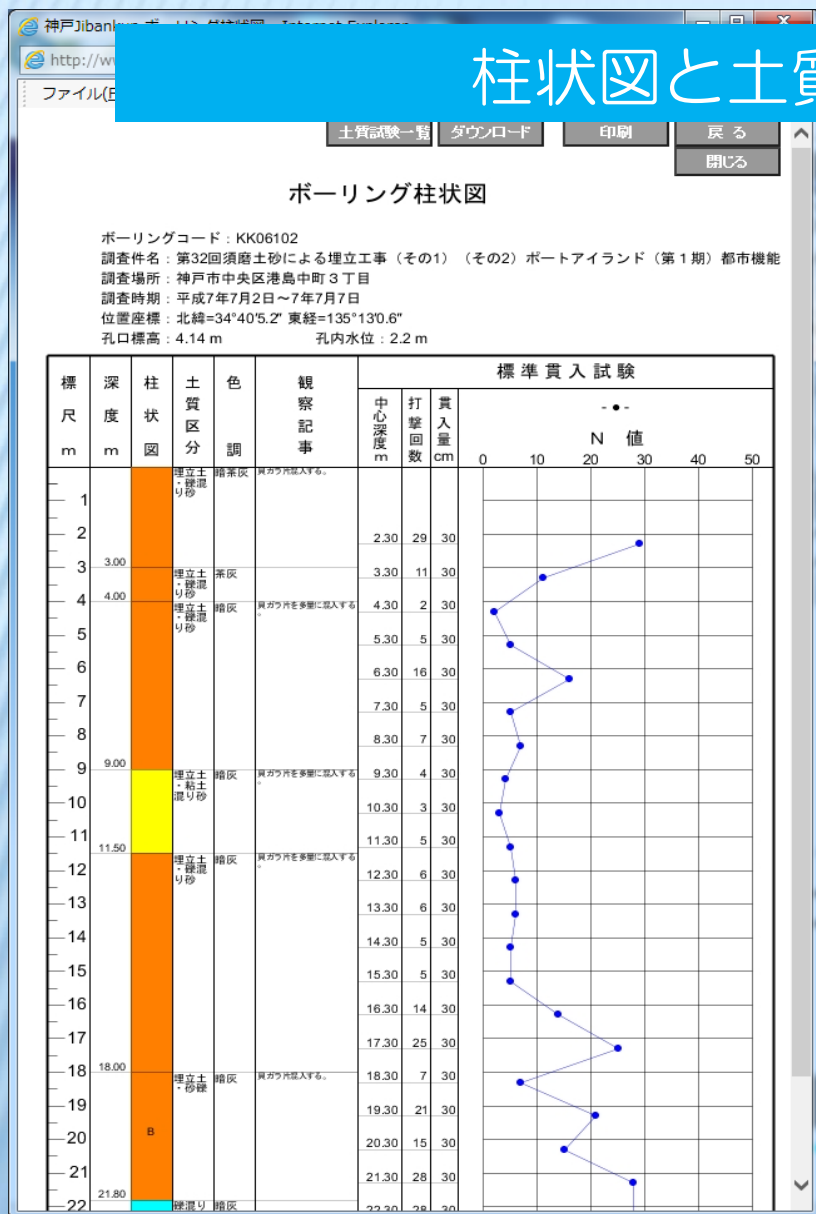 神戸Jibanky
柱状図と土質
http://w
ファイル(F
土質試験一覧 ダウンロード 印刷 戻る
閉じる
ボーリング柱状図
ボーリングコード：KK06102
調査件名：第32回須磨土砂による埋立工事（その1）（その2）ポートアイランド（第１期）都市機能
調査場所：神戸市中央区港島中町３丁目
調査時期：平成7年7月2日～7年7月7日
位置座標：北緯=34°40'5.2" 東経=135°13'0.6"
孔口標高：4.14 m 孔内水位：2.2 m
標尺 m 深度 m 柱状図 土質区分 色調 観察記事 標準貫入試験
中心深度 m 打撃回数 貫入量 cm - ● - N 値
0 10 20 30 40 50
埋立土・礫混り砂 暗茶灰 貝ガラ片混入する。
1
2 2.30 29 30
3 3.00 3.30 11 30
埋立土・礫混り砂 茶灰
4 4.00 4.30 2 30
埋立土・礫混り砂 暗灰 貝ガラ片を多量に混入する。
5 5.30 5 30
6 6.30 16 30
7 7.30 5 30
8 8.30 7 30
9 9.00 9.30 4 30
埋立土・粘土混り砂 暗灰 貝ガラ片を多量に混入する。
10 10.30 3 30
11 11.50 11.30 5 30
埋立土・礫混り砂 暗灰 貝ガラ片を多量に混入する。
12 12.30 6 30
13 13.30 6 30
14 14.30 5 30
15 15.30 5 30
16 16.30 14 30
17 17.30 25 30
18 18.00 18.30 7 30
埋立土・砂礫 暗灰 貝ガラ片混入する。
19 19.30 21 30
20 B 20.30 15 30
21 21.80 21.30 28 30
22 礫混り 暗灰 22.30 28 30